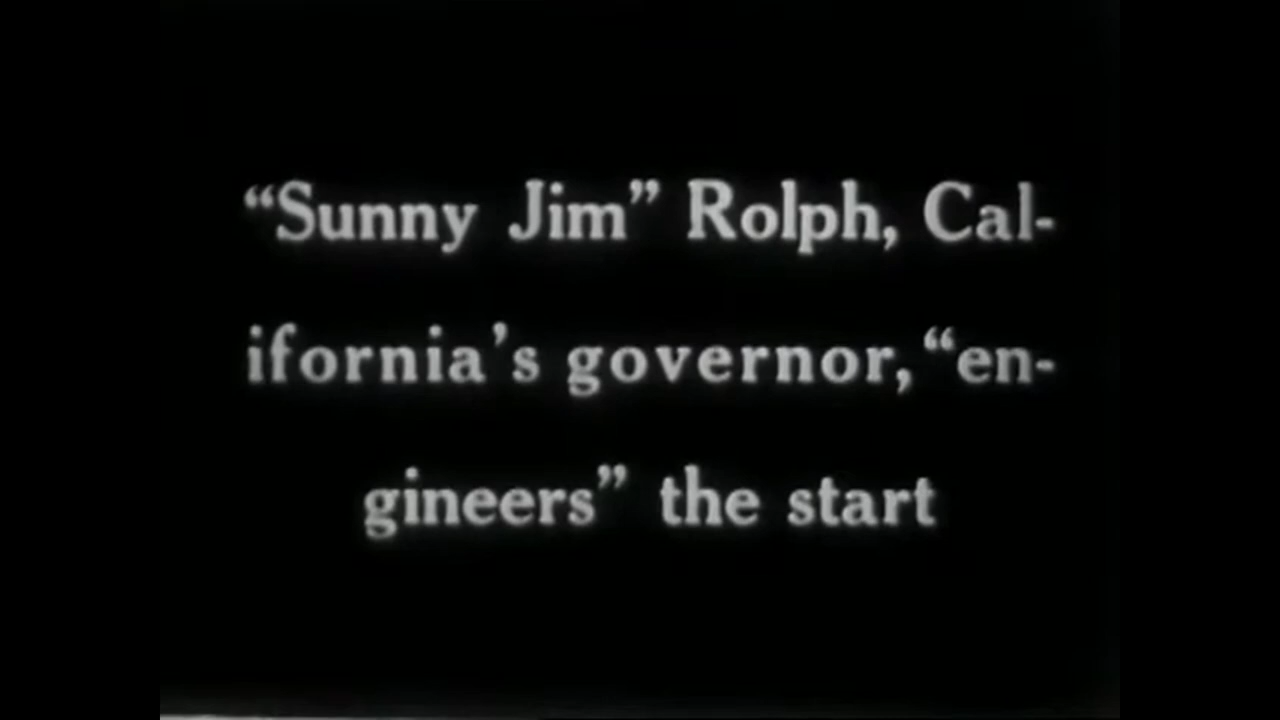 “Sunny Jim” Rolph, Cal-
ifornia’s governor, “en-
gineers” the start